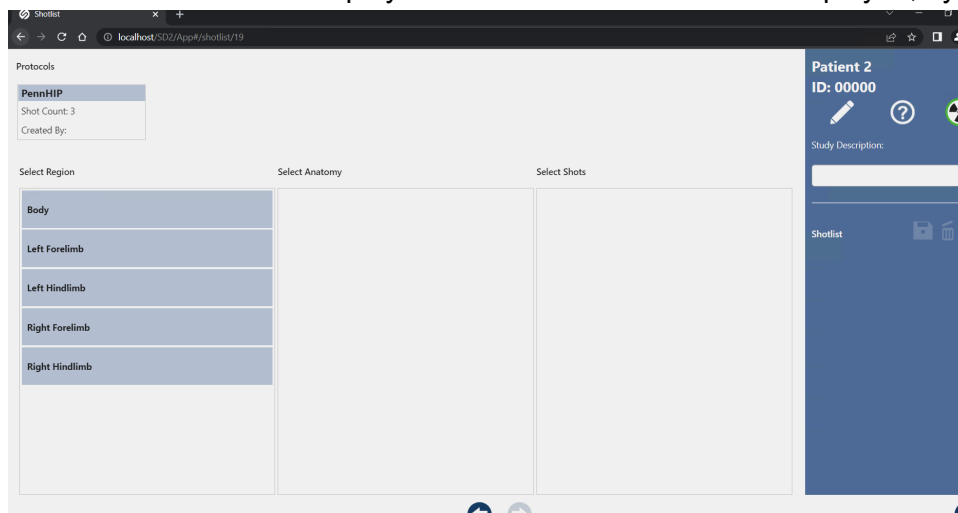 Shotlist
localhost/SD2/App#/shotlist/19
Protocols
PennHIP
Shot Count: 3
Created By:
Select Region
Select Anatomy
Select Shots
Body
Left Forelimb
Left Hindlimb
Right Forelimb
Right Hindlimb
Patient 2
ID: 00000
Study Description:
Shotlist